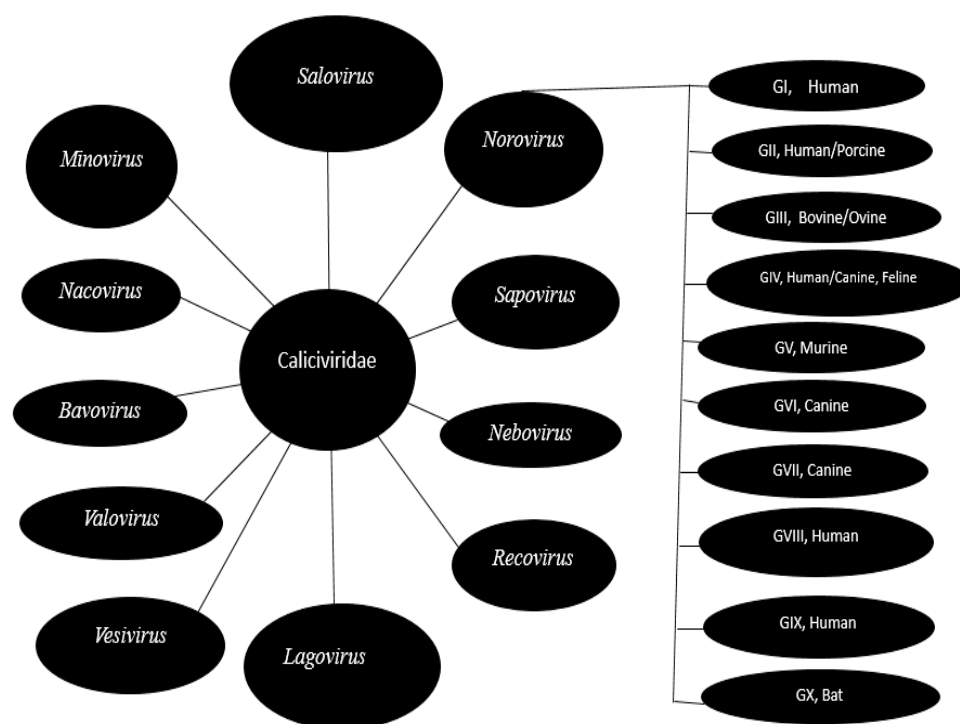 Salovirus
Norovirus
Minovirus
Nacovirus
Sapovirus
Caliciviridae
Bavovirus
Nebovirus
Valovirus
Recovirus
Vesivirus
Lagovirus
GI, Human
GII, Human/Porcine
GIII, Bovine/Ovine
GIV, Human/Canine, Feline
GV, Murine
GVI, Canine
GVII, Canine
GVIII, Human
GIX, Human
GX, Bat